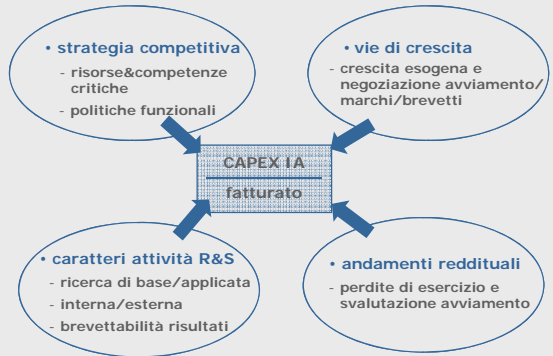 • strategia competitiva
- risorse&competenze
critiche
- politiche funzionali
• vie di crescita
- crescita esogena e
negoziazione avviamento/
marchi/brevetti
CAPEX IA
fatturato
• caratteri attività R&S
- ricerca di base/applicata
- interna/esterna
- brevettabilità risultati
• andamenti reddituali
- perdite di esercizio e
svalutazione avviamento